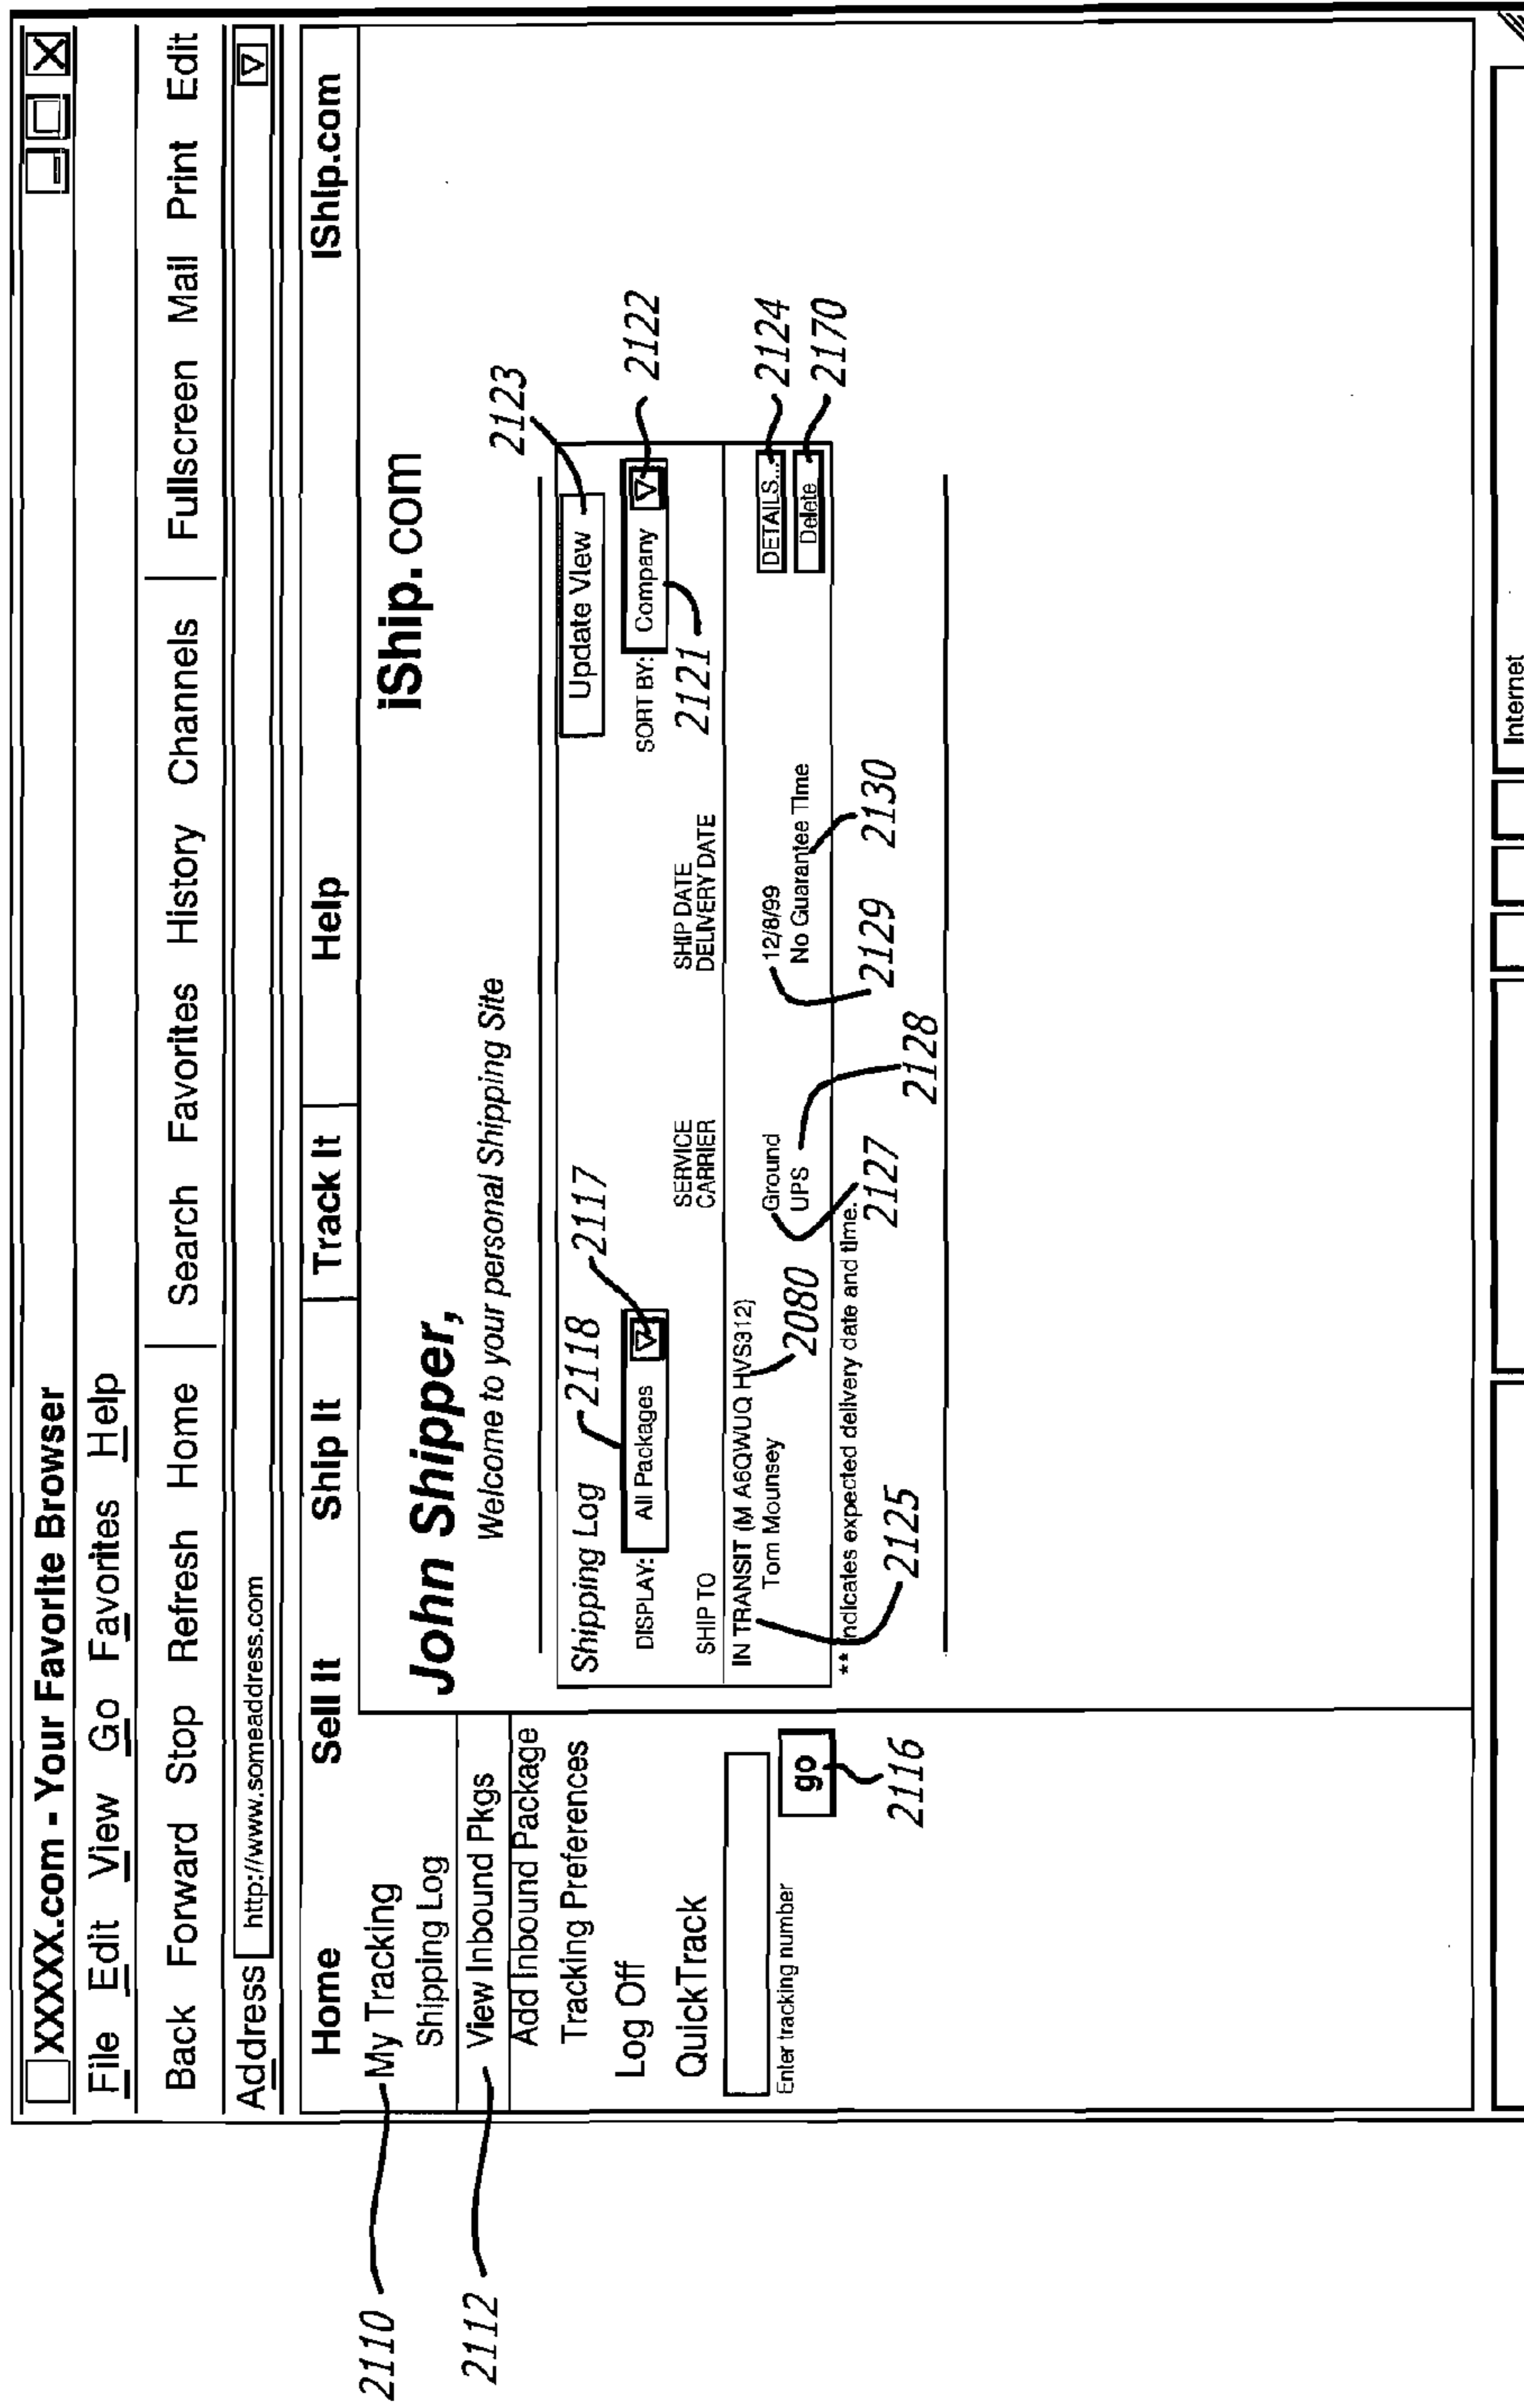 XXXXX.com - Your Favorite Browser
File Edit View Go Favorites Help
Back Forward Stop Refresh Home Search Favorites History Channels Fullscreen Mail Print Edit
Address http://www.someaddress.com
Home Sell It Ship It Track It Help IShIp.com
2110 My Tracking
Shipping Log
2112 View Inbound Pkgs
Add Inbound Package
Tracking Preferences
Log Off
QuickTrack
Enter tracking number
go
2116
iShip.com
John Shipper,
Welcome to your personal Shipping Site
2123
Shipping Log 2118 2117 Update VIew
DISPLAY: All Packages SORT BY: Company 2122
2121
SHIP TO SERVICE SHIP DATE
CARRIER DELIVERY DATE
IN TRANSIT (M A6QWUQ HVS312)
Tom Mounsey Ground 12/8/99 DETAILS... 2124
2080 UPS No Guarantee TIme Delete 2170
** Indicates expected delivery date and tIme.
2125 2127 2128 2129 2130
Internet